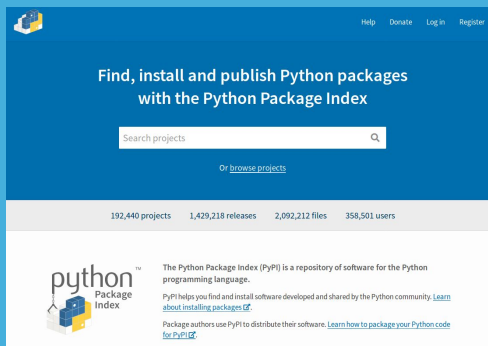 Help Donate Log in Register
Find, install and publish Python packages
with the Python Package Index
Search projects
Or browse projects
192,440 projects 1,429,218 releases 2,092,212 files 358,501 users
python™
Package
Index
The Python Package Index (PyPI) is a repository of software for the Python
programming language.
PyPI helps you find and install software developed and shared by the Python community. Learn
about installing packages.
Package authors use PyPI to distribute their software. Learn how to package your Python code
for PyPI.